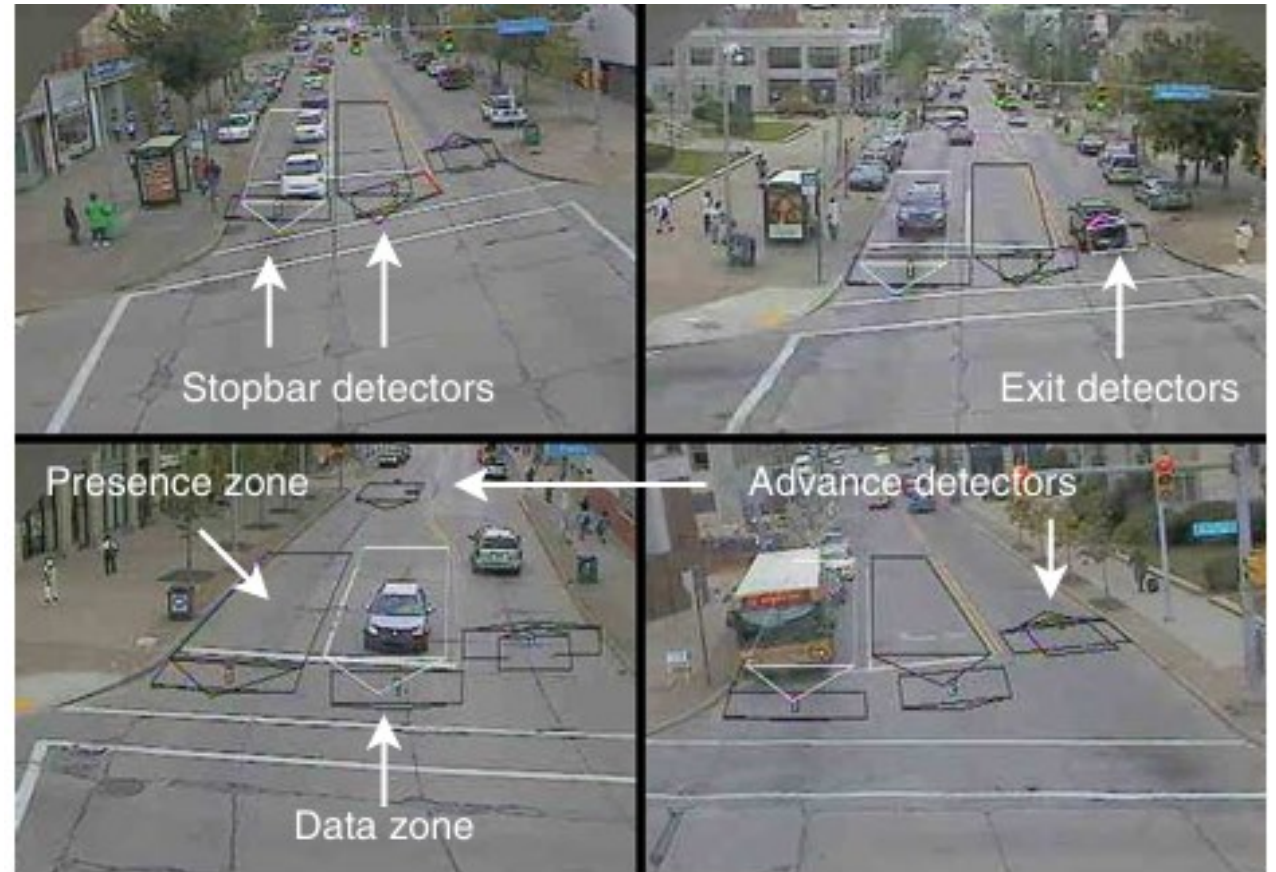 Stopbar detectors
Exit detectors
Presence zone
Advance detectors
Data zone